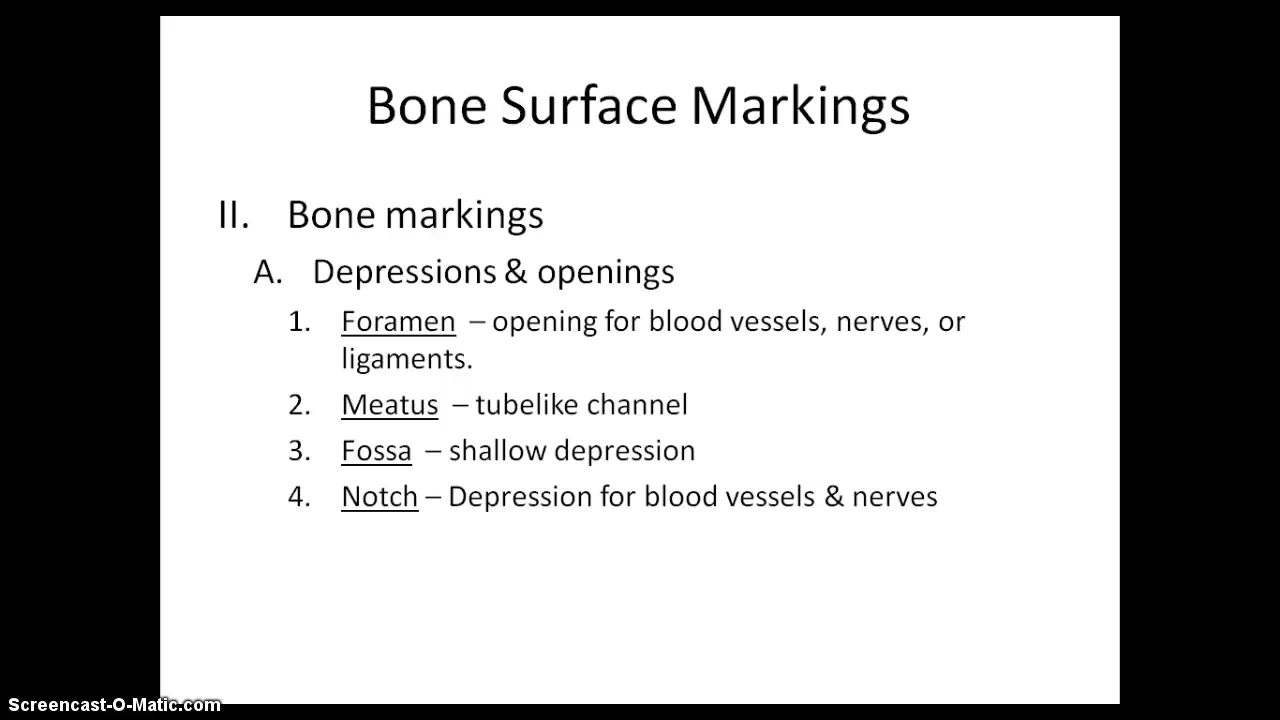 Bone Surface Markings
II. Bone markings
A. Depressions & openings
1. Foramen – opening for blood vessels, nerves, or
ligaments.
2. Meatus – tubelike channel
3. Fossa – shallow depression
4. Notch – Depression for blood vessels & nerves
Screencast-O-Matic.com